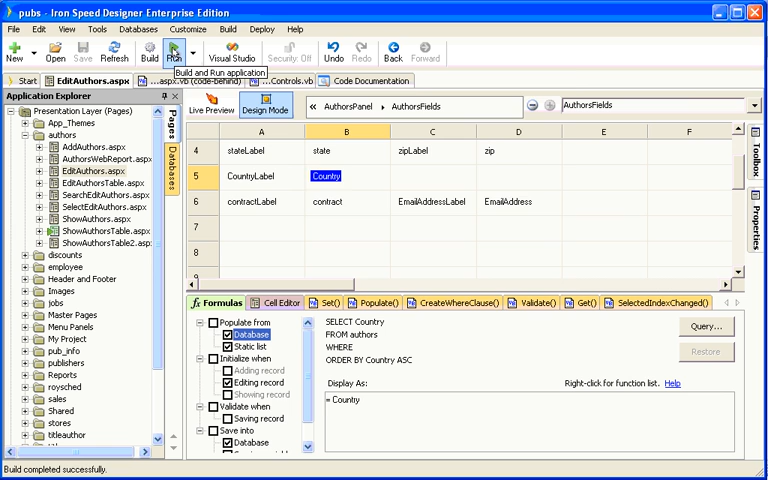 pubs - Iron Speed Designer Enterprise Edition
File Edit View Tools Databases Customize Build Deploy Help
New Open Save Refresh Build Run Visual Studio Security: Off Undo Redo Back Forward
Build and Run application
Start EditAuthors.aspx ...aspx.vb (code-behind) ...Controls.vb Code Documentation
Application Explorer
Presentation Layer (Pages)
App_Themes
authors
AddAuthors.aspx
AuthorsWebReport.aspx
EditAuthors.aspx
EditAuthorsTable.aspx
SearchEditAuthors.aspx
SelectEditAuthors.aspx
ShowAuthors.aspx
ShowAuthorsTable.aspx
ShowAuthorsTable2.asp
discounts
employee
Header and Footer
Images
jobs
Master Pages
Menu Panels
My Project
pub_info
publishers
Reports
roysched
sales
Shared
stores
titleauthor
Pages
Databases
Live Preview Design Mode « AuthorsPanel AuthorsFields AuthorsFields
A B C D E F
4 stateLabel state zipLabel zip
5 CountryLabel Country
6 contractLabel contract EmailAddressLabel EmailAddress
7
8
Toolbox
Properties
Formulas Cell Editor Set() Populate() CreateWhereClause() Validate() Get() SelectedIndexChanged()
Populate from
Database
Static list
Initialize when
Adding record
Editing record
Showing record
Validate when
Saving record
Save into
Database
SELECT Country
FROM authors
WHERE
ORDER BY Country ASC
Query...
Restore
Display As: Right-click for function list. Help
= Country
Build completed successfully.